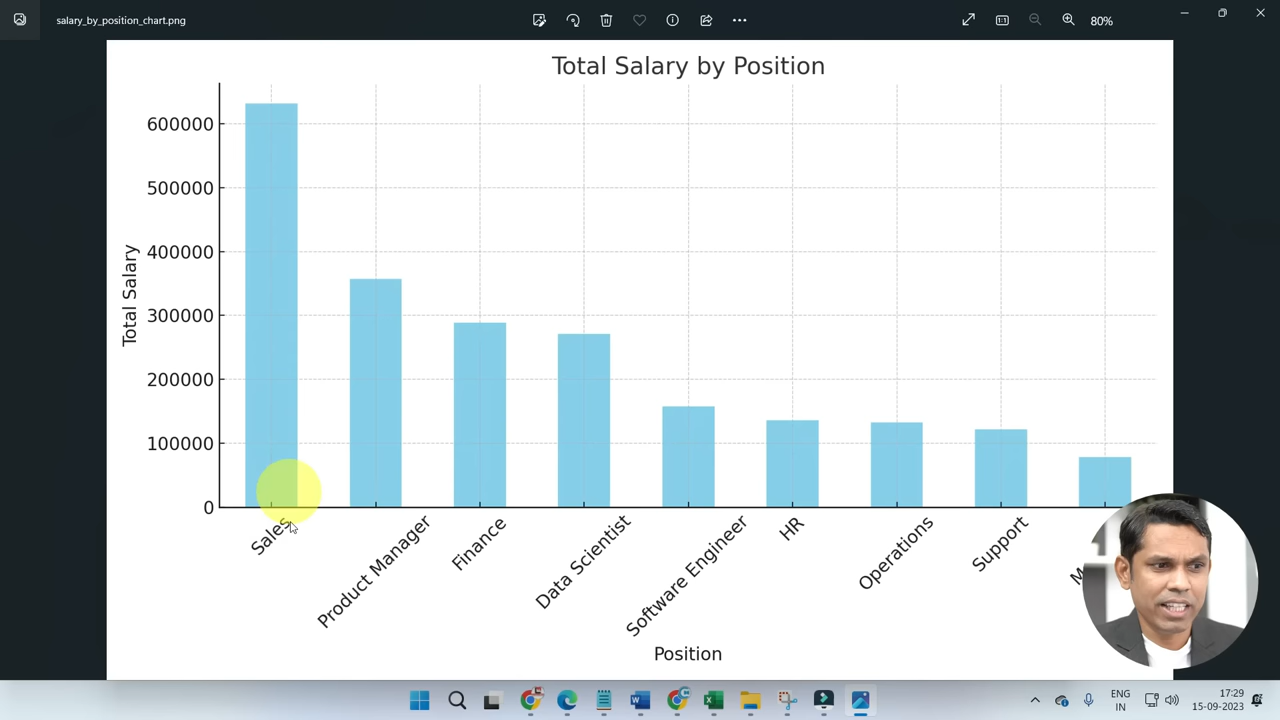 salary_by_position_chart.png
80%
Total Salary by Position
Total Salary
600000
500000
400000
300000
200000
100000
0
Sales
Product Manager
Finance
Data Scientist
Software Engineer
HR
Operations
Support
Position
ENG
IN
17:29
15-09-2023